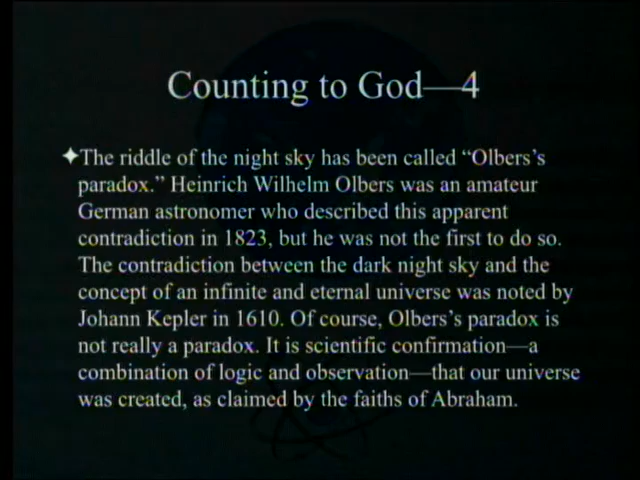 Counting to God—4
✦The riddle of the night sky has been called “Olbers’s
paradox.” Heinrich Wilhelm Olbers was an amateur
German astronomer who described this apparent
contradiction in 1823, but he was not the first to do so.
The contradiction between the dark night sky and the
concept of an infinite and eternal universe was noted by
Johann Kepler in 1610. Of course, Olbers’s paradox is
not really a paradox. It is scientific confirmation—a
combination of logic and observation—that our universe
was created, as claimed by the faiths of Abraham.